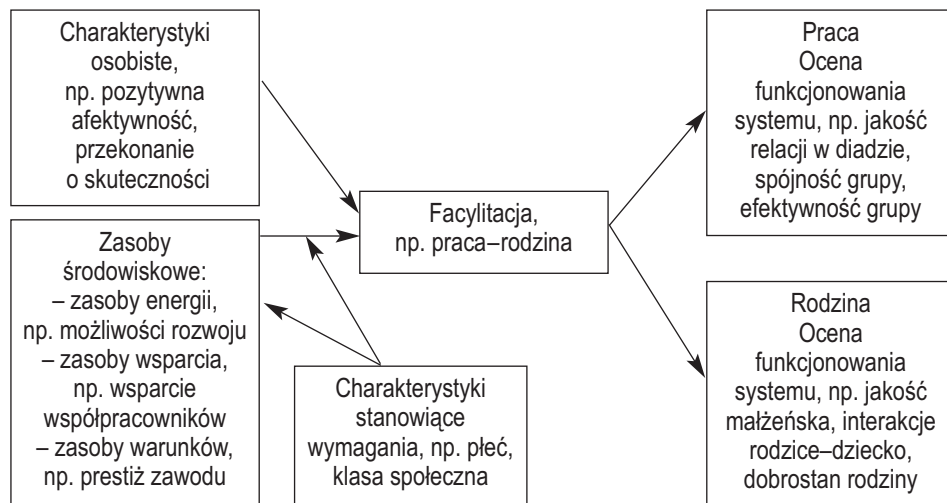 Charakterystyki
osobiste,
np. pozytywna
afektywność,
przekonanie
o skuteczności
Zasoby
środowiskowe:
– zasoby energii,
np. możliwości rozwoju
– zasoby wsparcia,
np. wsparcie
współpracowników
– zasoby warunków,
np. prestiż zawodu
Charakterystyki
stanowiące
wymagania, np. płeć,
klasa społeczna
Facylitacja,
np. praca–rodzina
Praca
Ocena
funkcjonowania
systemu, np. jakość
relacji w diadzie,
spójność grupy,
efektywność grupy
Rodzina
Ocena
funkcjonowania
systemu, np. jakość
małżeńska, interakcje
rodzice–dziecko,
dobrostan rodziny